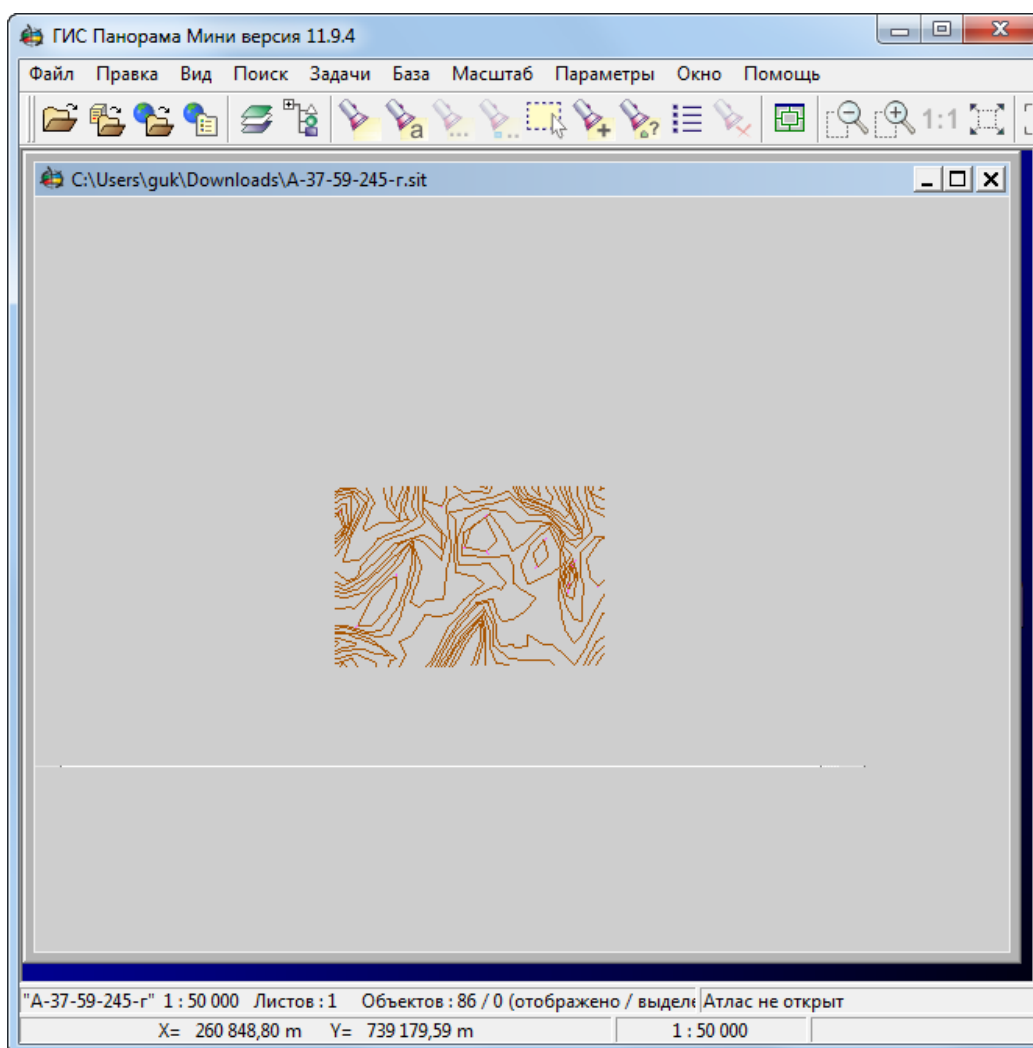 ГИС Панорама Мини версия 11.9.4
Файл Правка Вид Поиск Задачи База Масштаб Параметры Окно Помощь
1:1
C:\Users\guk\Downloads\A-37-59-245-г.sit
"A-37-59-245-г" 1 : 50 000 Листов : 1 Объектов : 86 / 0 (отображено / выделе Атлас не открыт
X= 260 848,80 m Y= 739 179,59 m 1 : 50 000